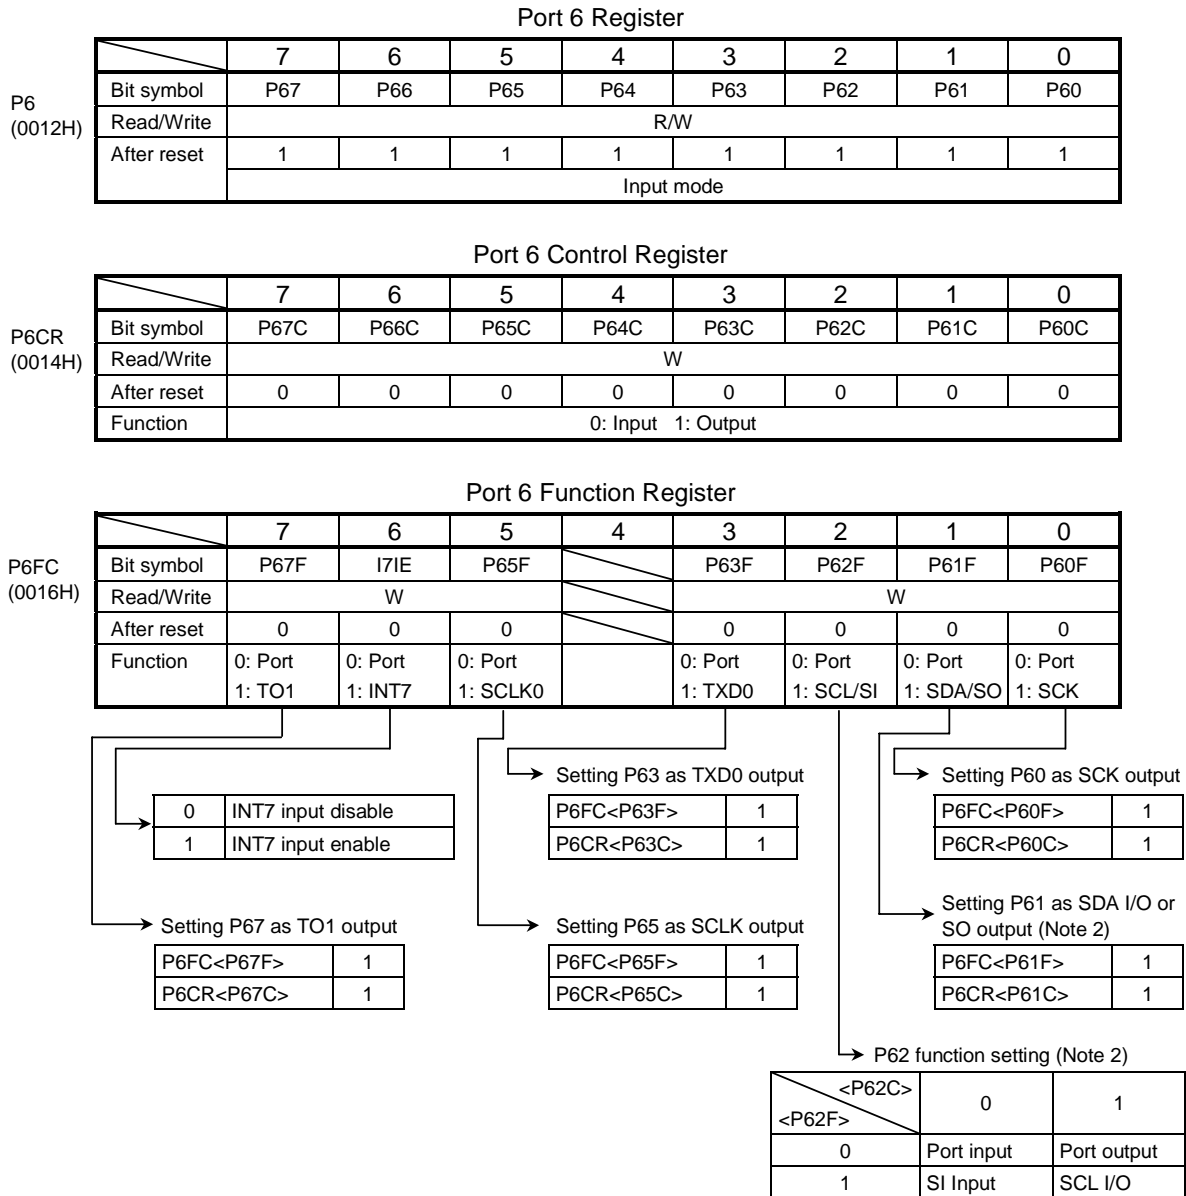 Port 6 Register
7 6 5 4 3 2 1 0
P6
(0012H)
Bit symbol P67 P66 P65 P64 P63 P62 P61 P60
Read/Write R/W
After reset 1 1 1 1 1 1 1 1
Input mode
Port 6 Control Register
7 6 5 4 3 2 1 0
P6CR
(0014H)
Bit symbol P67C P66C P65C P64C P63C P62C P61C P60C
Read/Write W
After reset 0 0 0 0 0 0 0 0
Function 0: Input 1: Output
Port 6 Function Register
7 6 5 4 3 2 1 0
P6FC
(0016H)
Bit symbol P67F I7IE P65F P63F P62F P61F P60F
Read/Write W W
After reset 0 0 0 0 0 0 0
Function 0: Port 0: Port 0: Port 0: Port 0: Port 0: Port 0: Port
1: TO1 1: INT7 1: SCLK0 1: TXD0 1: SCL/SI 1: SDA/SO 1: SCK
Setting P63 as TXD0 output
P6FC<P63F> 1
P6CR<P63C> 1
Setting P60 as SCK output
P6FC<P60F> 1
P6CR<P60C> 1
0 INT7 input disable
1 INT7 input enable
Setting P67 as TO1 output
P6FC<P67F> 1
P6CR<P67C> 1
Setting P65 as SCLK output
P6FC<P65F> 1
P6CR<P65C> 1
Setting P61 as SDA I/O or
SO output (Note 2)
P6FC<P61F> 1
P6CR<P61C> 1
P62 function setting (Note 2)
<P62C> 0 1
<P62F>
0 Port input Port output
1 SI Input SCL I/O